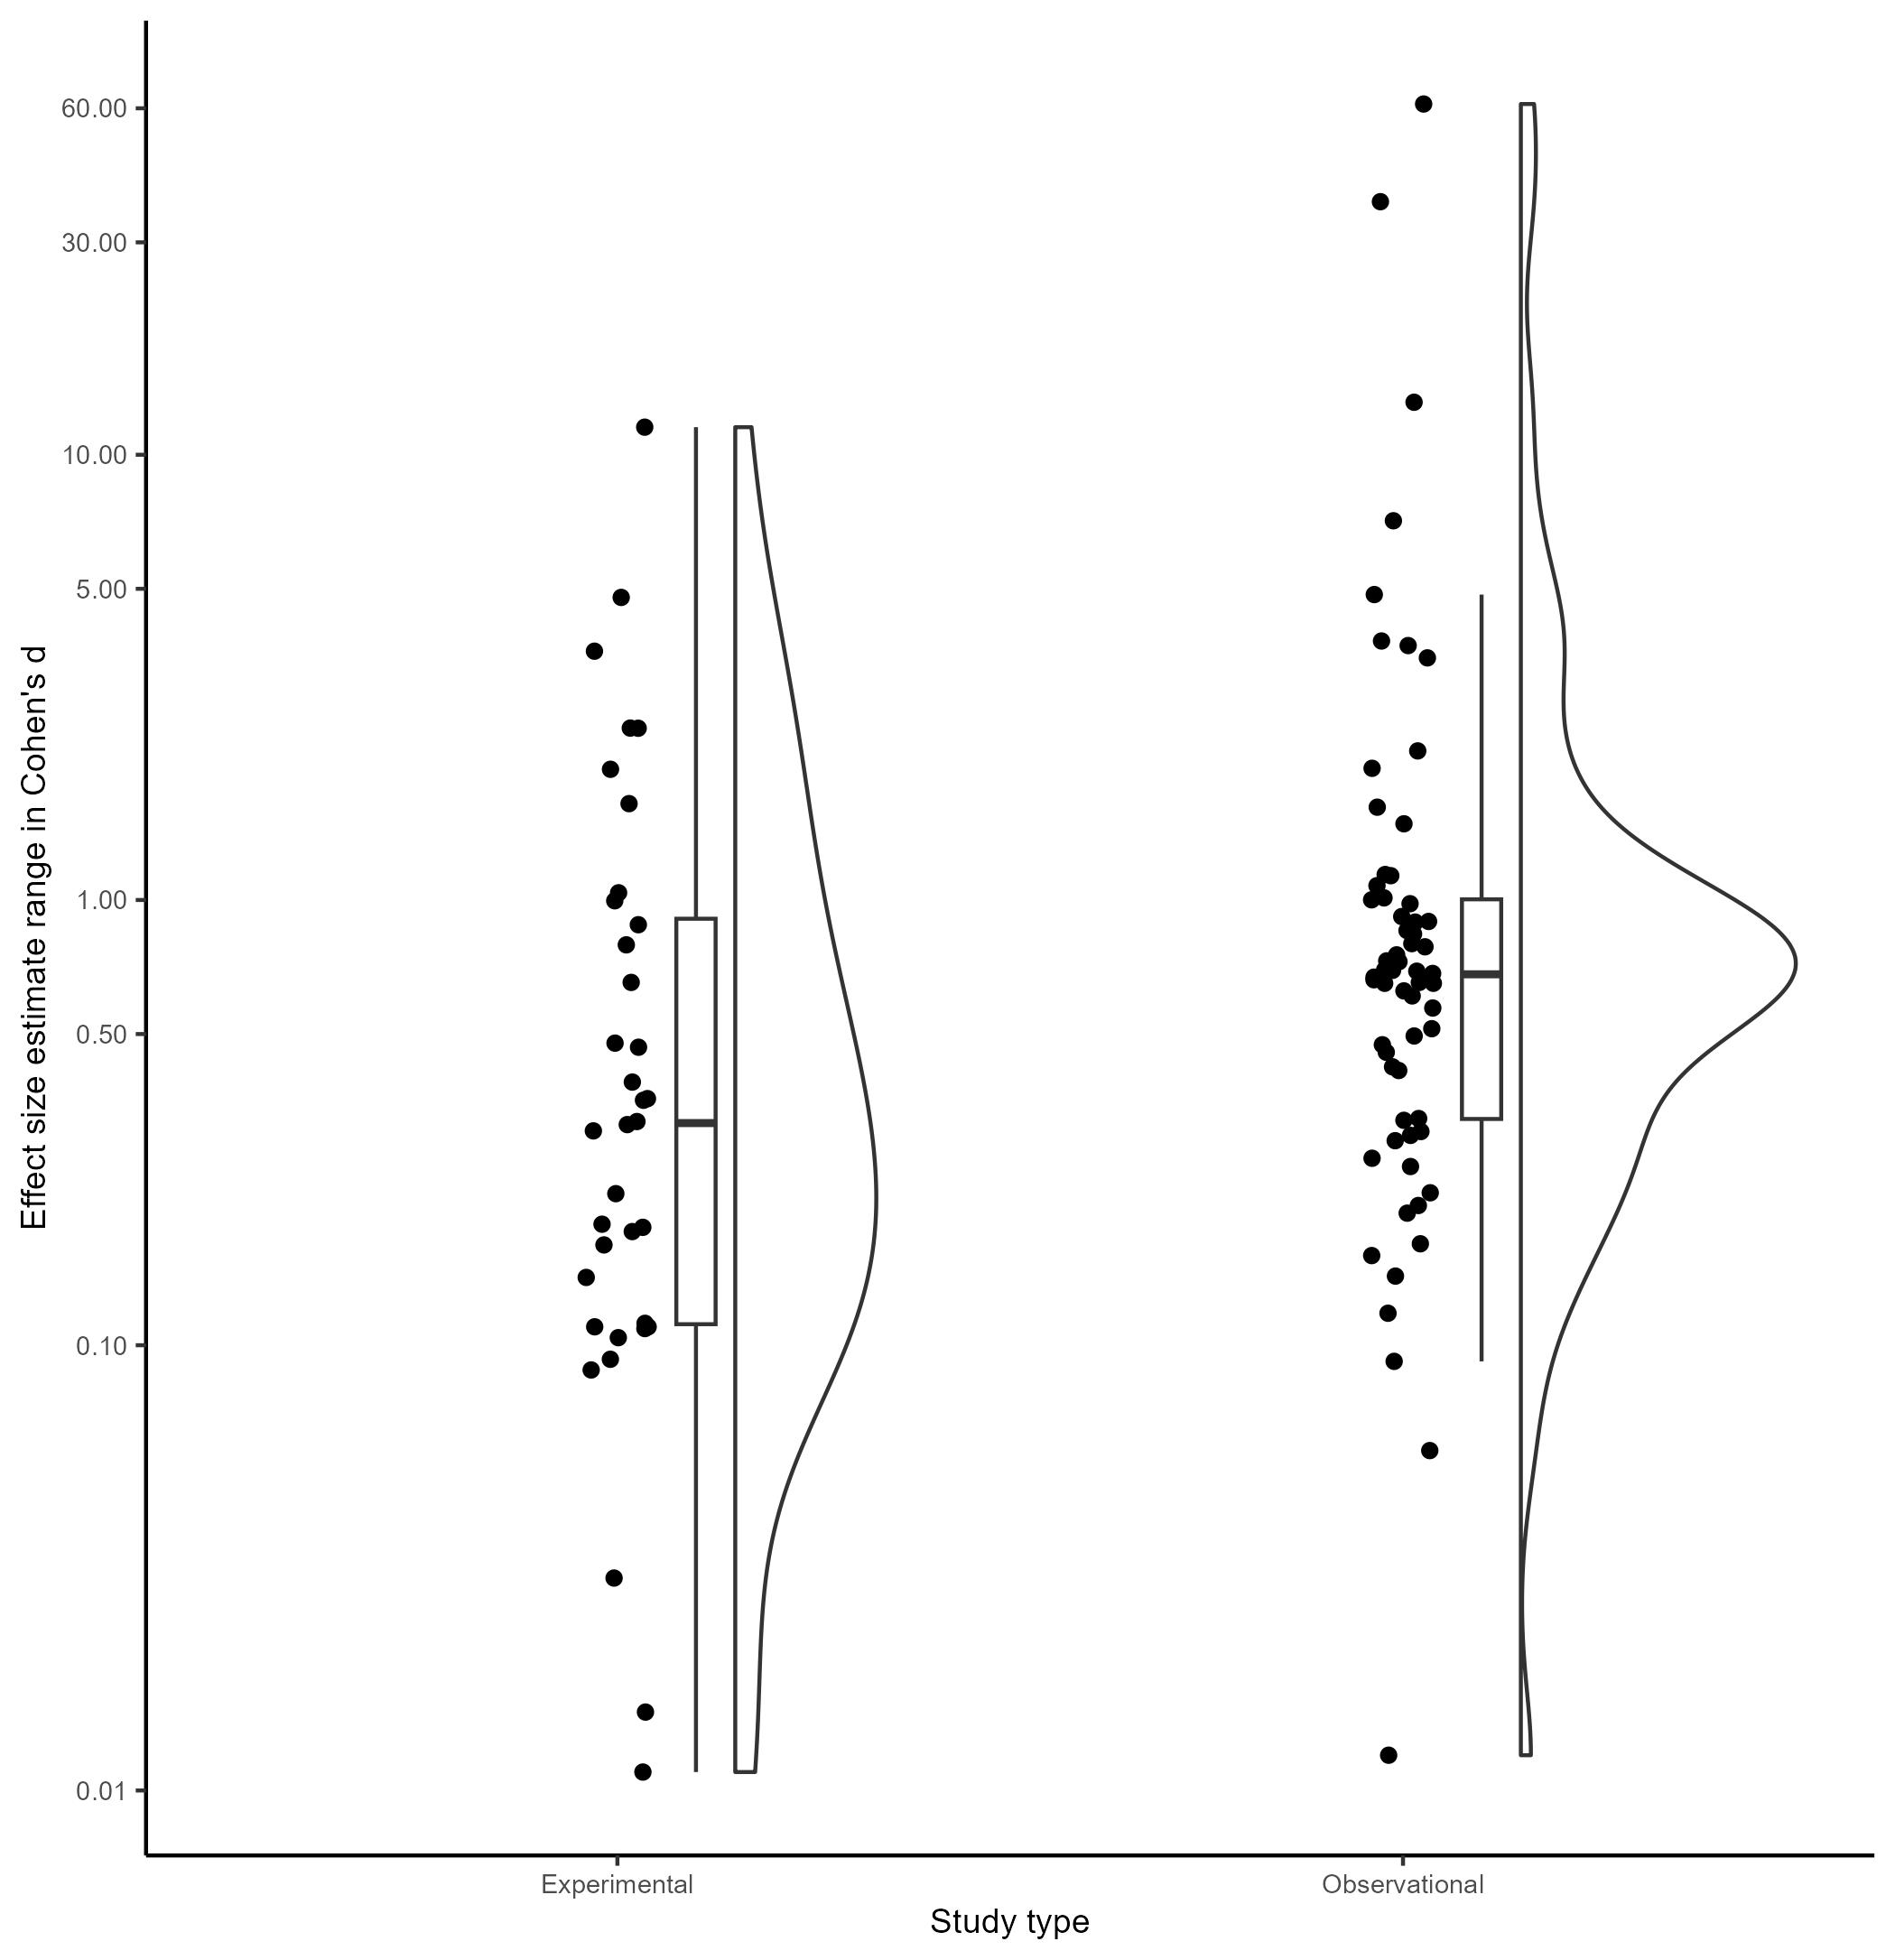 Effect size estimate range in Cohen's d
60.00
30.00
10.00
5.00
1.00
0.50
0.10
0.01
Experimental
Observational
Study type